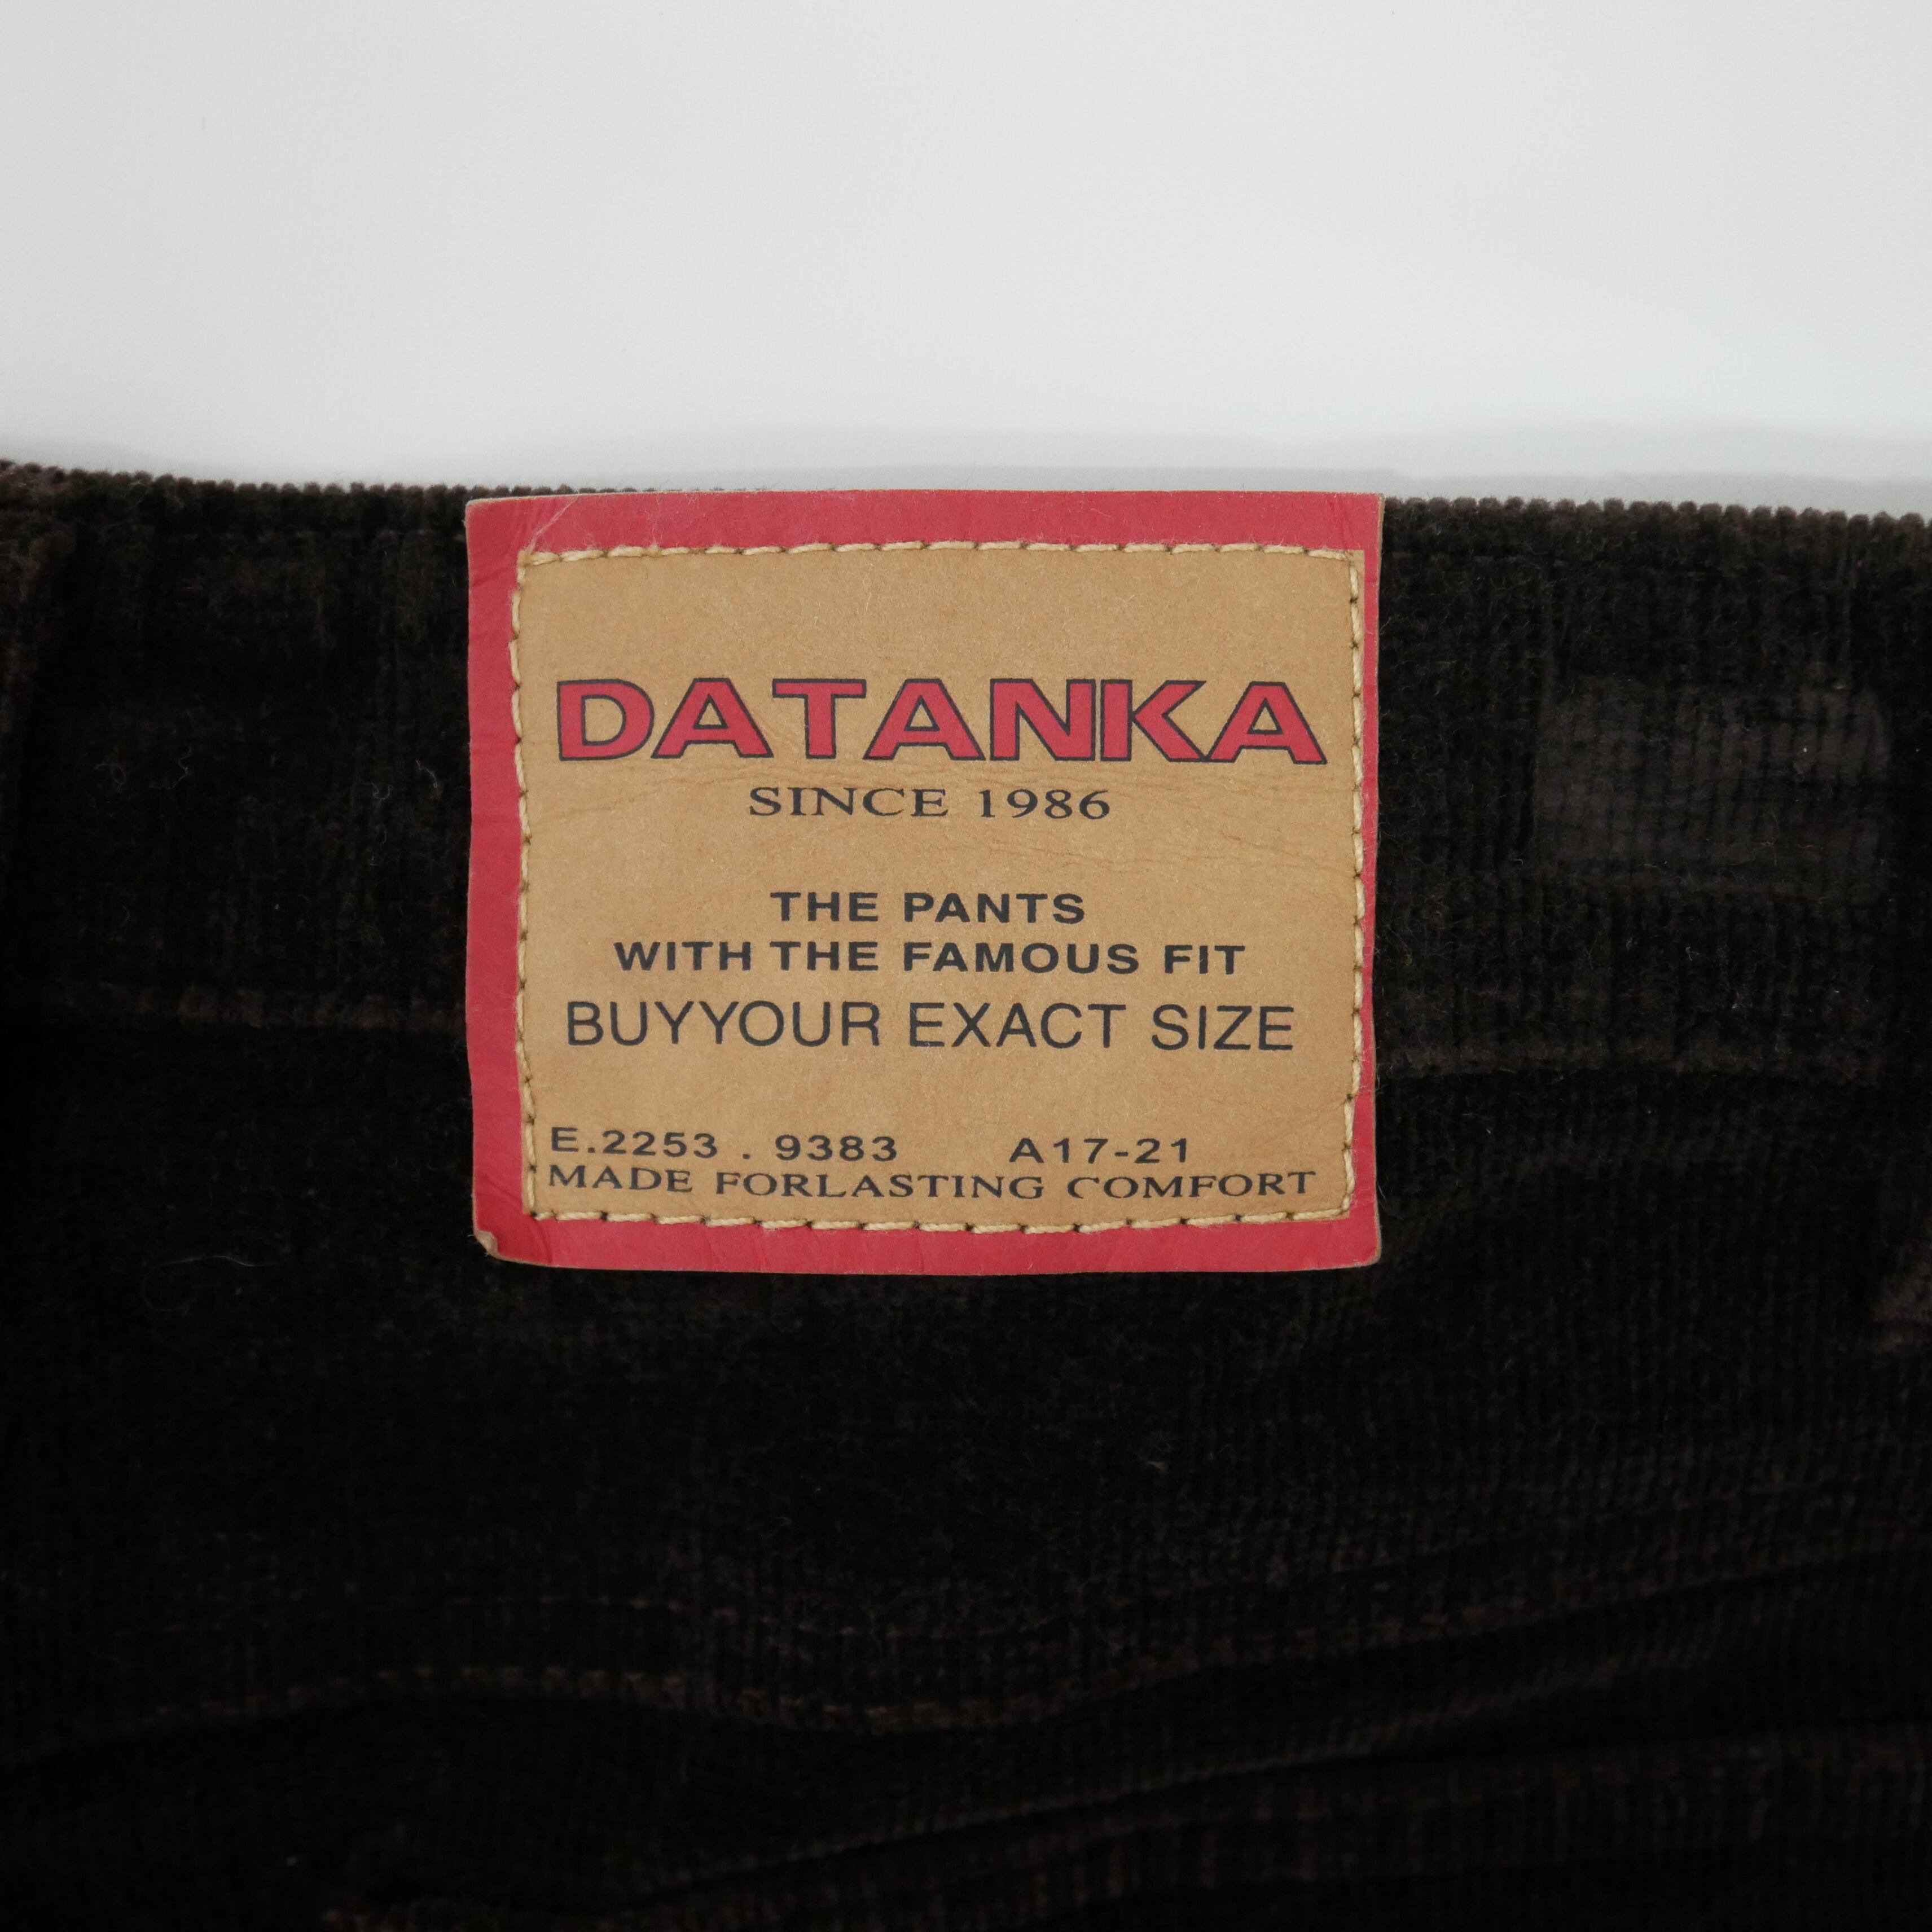 DATANKA
SINCE 1986
THE PANTS
WITH THE FAMOUS FIT
BUYYOUR EXACT SIZE
E.2253 . 9383 A17-21
MADE FORLASTING COMFORT